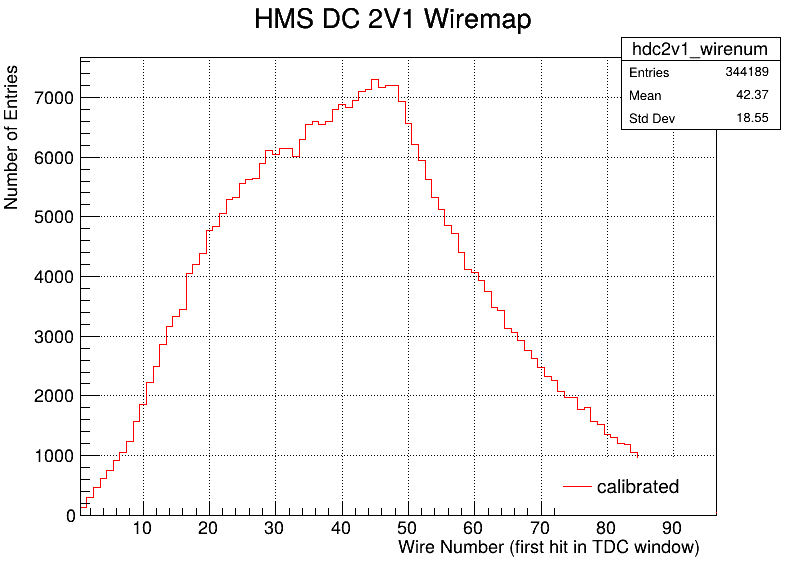 HMS DC 2V1 Wiremap
hdc2v1_wirenum
Entries 344189
Mean 42.37
Std Dev 18.55
Number of Entries
7000
6000
5000
4000
3000
2000
1000
0
10 20 30 40 50 60 70 80 90
calibrated
Wire Number (first hit in TDC window)